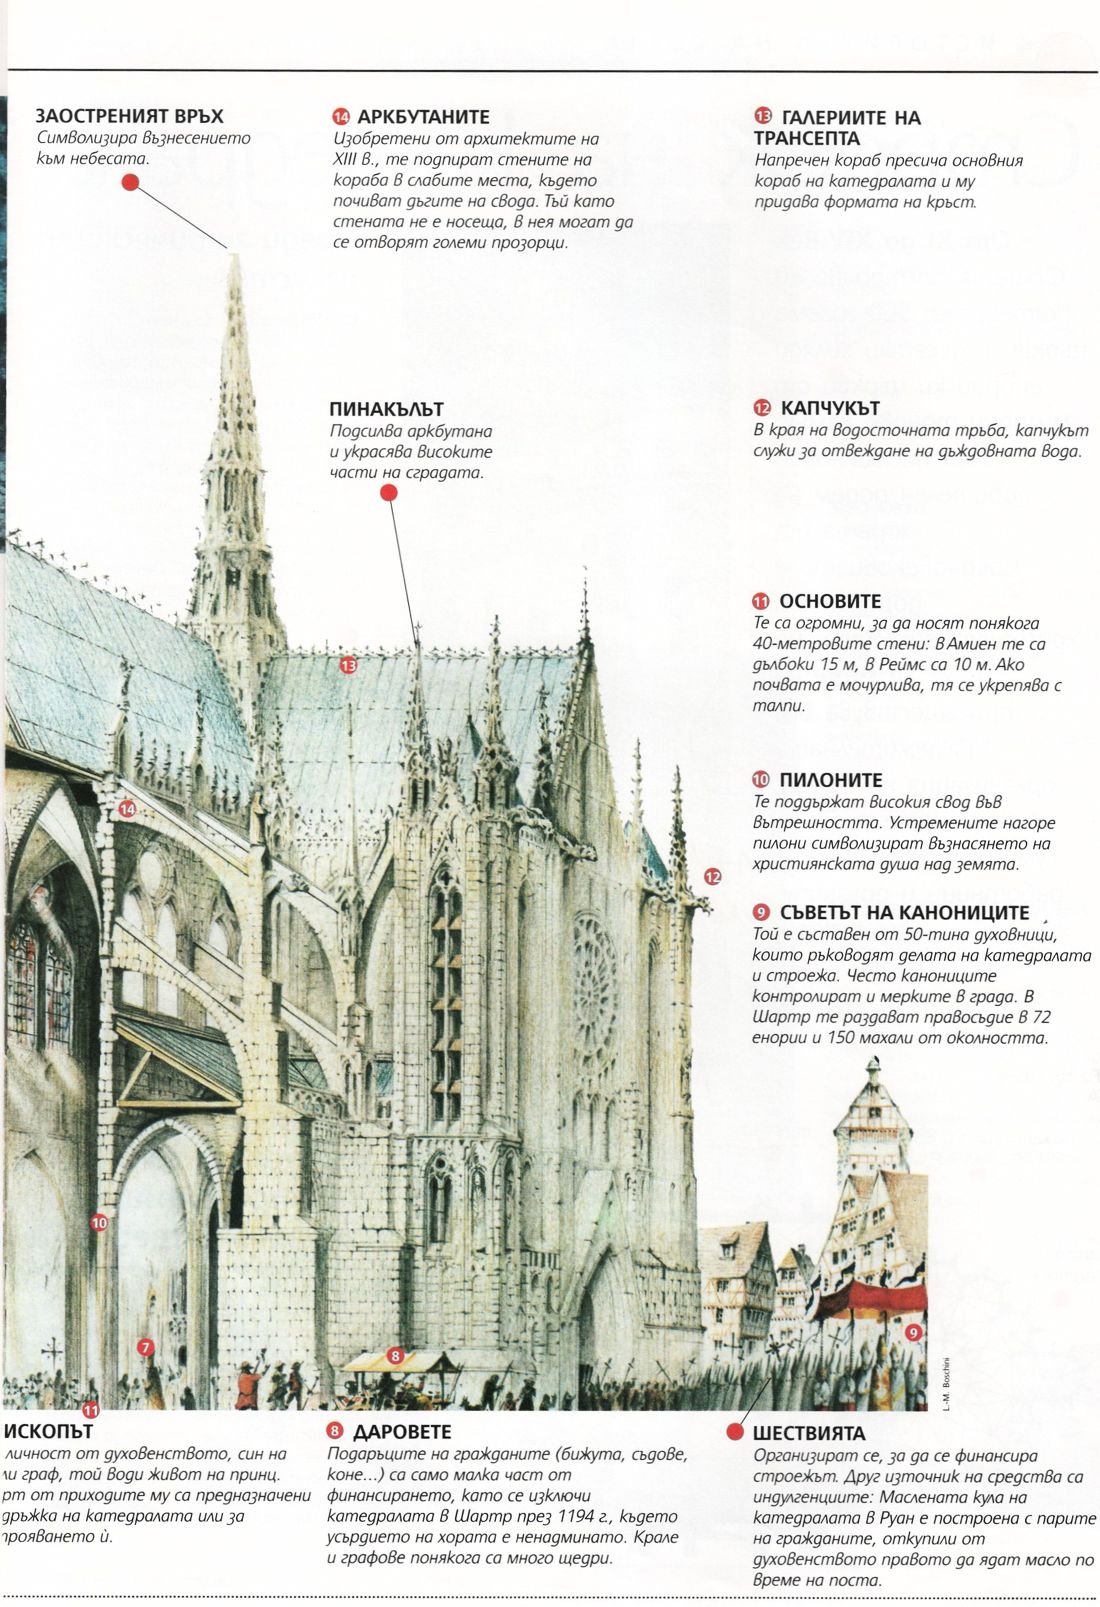 ЗАОСТРЕНИЯТ ВРЪХ
Символизира възнесението
към небесата.
14 АРКБУТАНИТЕ
Изобретени от архитектите на
XIII в., те подпират стените на
кораба в слабите места, където
почиват дъгите на свода. Тъй като
стената не е носеща, в нея могат да
се отворят големи прозорци.
13 ГАЛЕРИИТЕ НА
ТРАНСЕПТА
Напречен кораб пресича основния
кораб на катедралата и му
придава формата на кръст.
ПИНАКЪЛЪТ
Подсилва аркбутана
и украсява високите
части на сградата.
12 КАПЧУКЪТ
В края на водосточната тръба, капчукът
служи за отвеждане на дъждовната вода.
11 ОСНОВИТЕ
Те са огромни, за да носят понякога
40-метровите стени: в Амиен те са
дълбоки 15 м, в Реймс са 10 м. Ако
почвата е мочурлива, тя се укрепява с
талпи.
10 ПИЛОНИТЕ
Те поддържат високия свод във
вътрешността. Устремените нагоре
пилони символизират възнасянето на
християнската душа над земята.
9 СЪВЕТЪТ НА КАНОНИЦИТЕ
Той е съставен от 50-тина духовници,
които ръководят делата на катедралата
и строежа. Често канониците
контролират и мерките в града. В
Шартр те раздават правосъдие в 72
енории и 150 махали от околността.
13
14
12
10
7
8
9
11
L.-M. Boschini
ИСКОПЪТ
личност от духовенството, син на
ли граф, той води живот на принц.
рт от приходите му са предназначени
дръжка на катедралата или за
трояването ѝ.
8 ДАРОВЕТЕ
Подаръците на гражданите (бижута, съдове,
коне...) са само малка част от
финансирането, като се изключи
катедралата в Шартр през 1194 г., където
усърдието на хората е ненадминато. Крале
и графове понякога са много щедри.
ШЕСТВИЯТА
Организират се, за да се финансира
строежът. Друг източник на средства са
индулгенциите: Маслената кула на
катедралата в Руан е построена с парите
на гражданите, откупили от
духовенството правото да ядат масло по
време на поста.